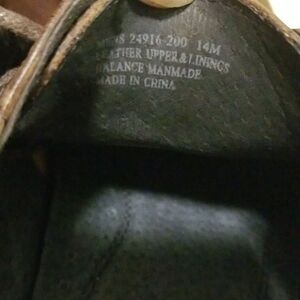 24916-200 14M
LEATHER UPPER & LININGS
BALANCE MANMADE
MADE IN CHINA